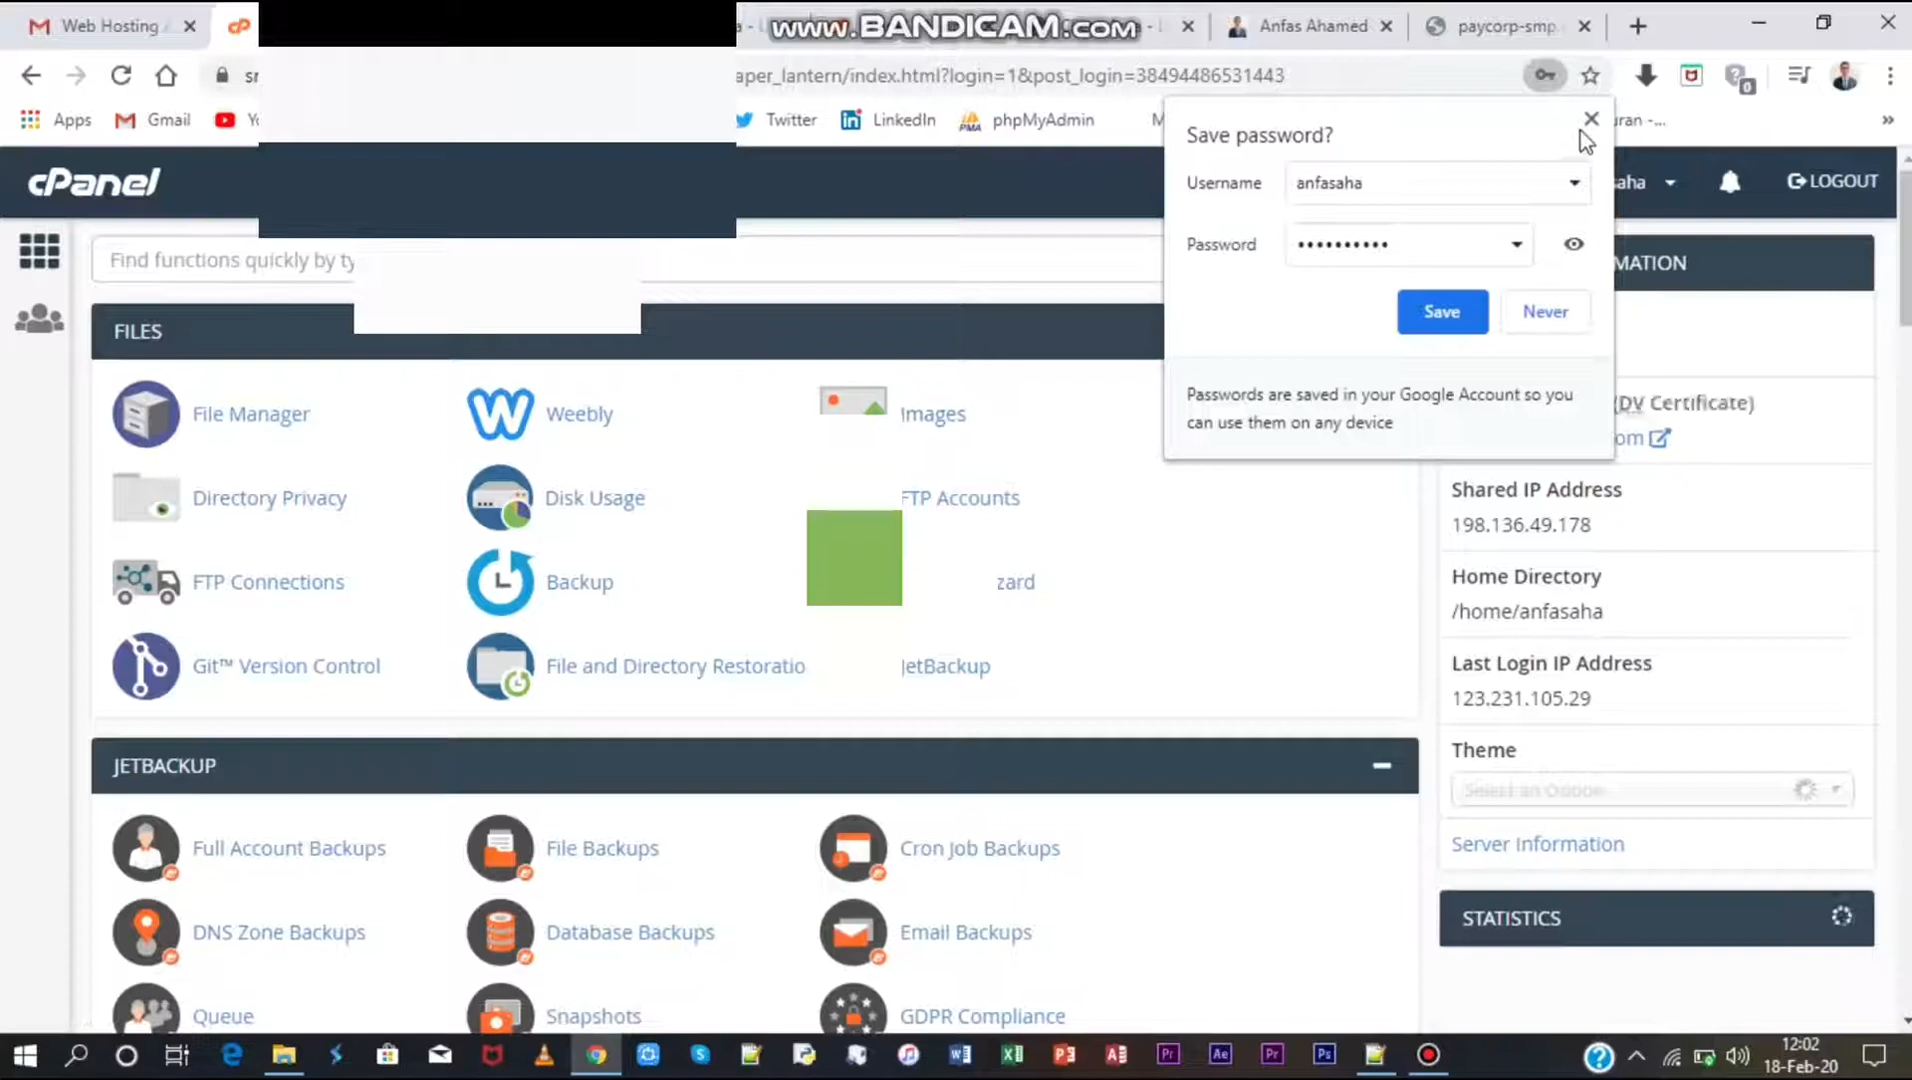 Web Hosting
www.BANDICAM.com
Anfas Ahamed
paycorp-smp
aper_lantern/index.html?login=1&post_login=38494486531443
Apps
Gmail
Twitter
LinkedIn
phpMyAdmin
Save password?
Username
anfasaha
Password
Save
Never
Passwords are saved in your Google Account so you
can use them on any device
cPanel
LOGOUT
Find functions quickly by ty
FILES
File Manager
Weebly
Images
Directory Privacy
Disk Usage
FTP Accounts
FTP Connections
Backup
zard
Git™ Version Control
File and Directory Restoratio
JetBackup
JETBACKUP
Full Account Backups
File Backups
Cron Job Backups
DNS Zone Backups
Database Backups
Email Backups
Queue
Snapshots
GDPR Compliance
MATION
(DV Certificate)
om
Shared IP Address
198.136.49.178
Home Directory
/home/anfasaha
Last Login IP Address
123.231.105.29
Theme
Select an Option
Server Information
STATISTICS
12:02
18-Feb-20